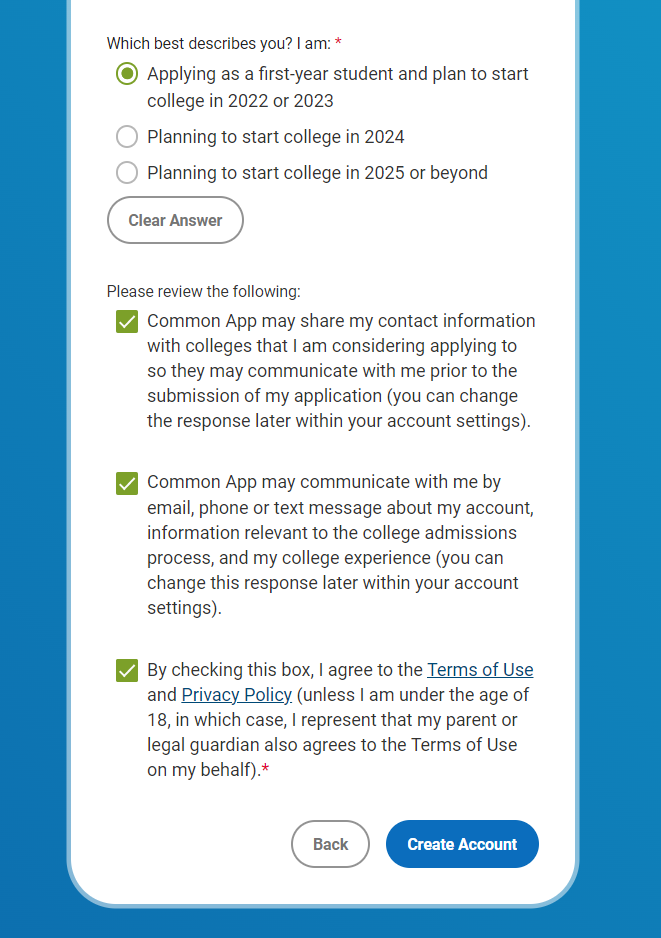 Which best describes you? I am: *
Applying as a first-year student and plan to start
college in 2022 or 2023
Planning to start college in 2024
Planning to start college in 2025 or beyond
Clear Answer
Please review the following:
Common App may share my contact information
with colleges that I am considering applying to
so they may communicate with me prior to the
submission of my application (you can change
the response later within your account settings).
Common App may communicate with me by
email, phone or text message about my account,
information relevant to the college admissions
process, and my college experience (you can
change this response later within your account
settings).
By checking this box, I agree to the Terms of Use
and Privacy Policy (unless I am under the age of
18, in which case, I represent that my parent or
legal guardian also agrees to the Terms of Use
on my behalf).*
Back
Create Account